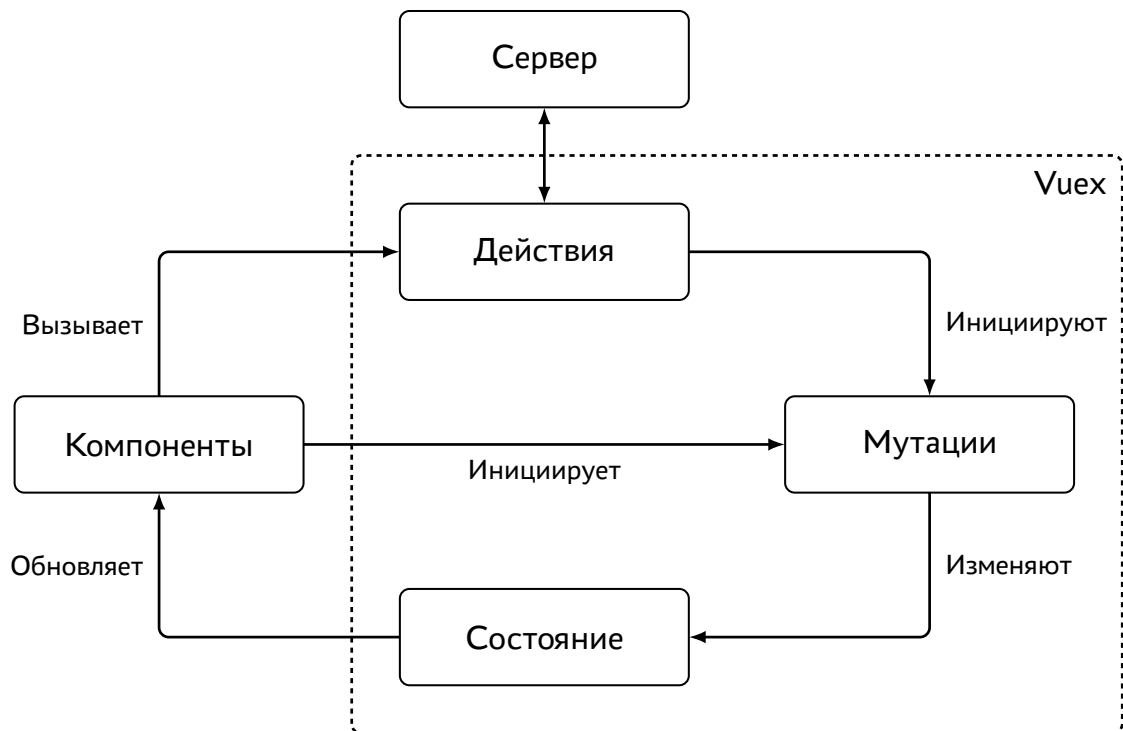 Сервер
Vuex
Действия
Вызывает
Инициируют
Компоненты
Мутации
Инициирует
Обновляет
Изменяют
Состояние